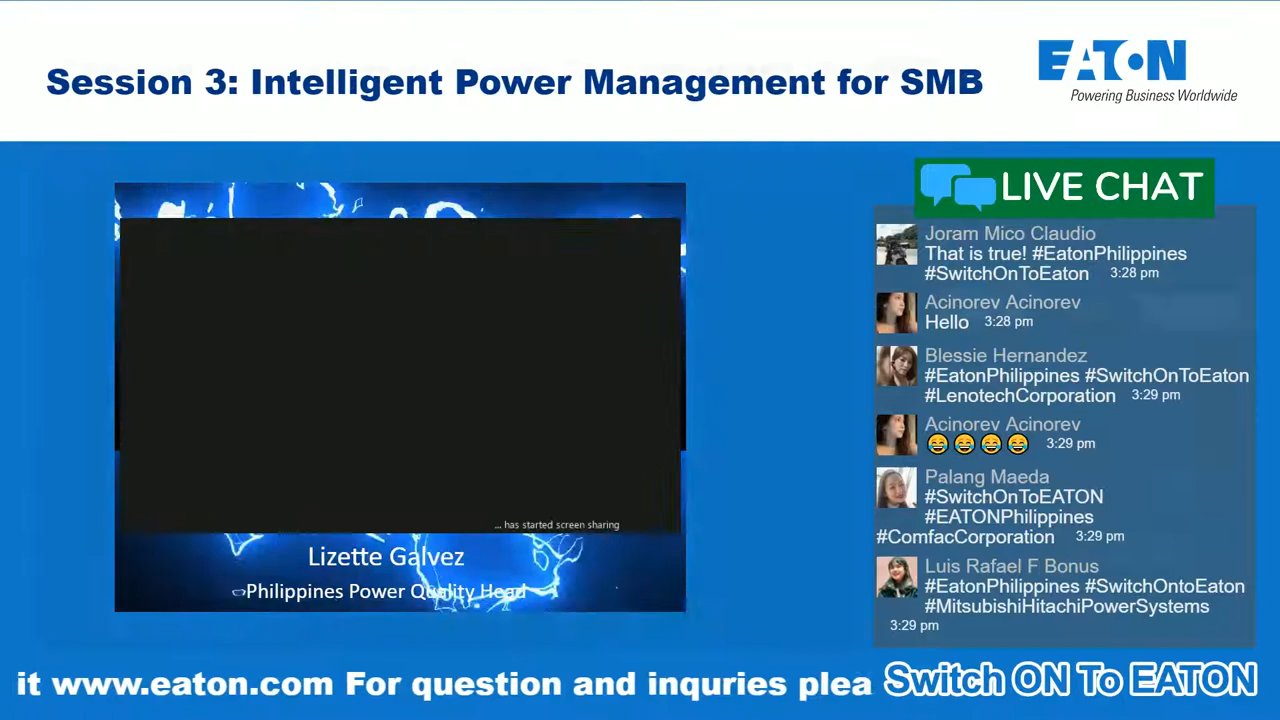 Session 3: Intelligent Power Management for SMB
EATON
Powering Business Worldwide
LIVE CHAT
Joram Mico Claudio
That is true! #EatonPhilippines
#SwitchOnToEaton 3:28 pm
Acinorev Acinorev
Hello 3:28 pm
Blessie Hernandez
#EatonPhilippines #SwitchOnToEaton
#LenotechCorporation 3:29 pm
Acinorev Acinorev
😂😂😂😂 3:29 pm
Palang Maeda
#SwitchOnToEATON
#EATONPhilippines
#ComfacCorporation 3:29 pm
Luis Rafael F Bonus
#EatonPhilippines #SwitchOntoEaton
#MitsubishiHitachiPowerSystems
3:29 pm
... has started screen sharing
Lizette Galvez
Philippines Power Quality Head
it www.eaton.com For question and inquries plea
Switch ON To EATON